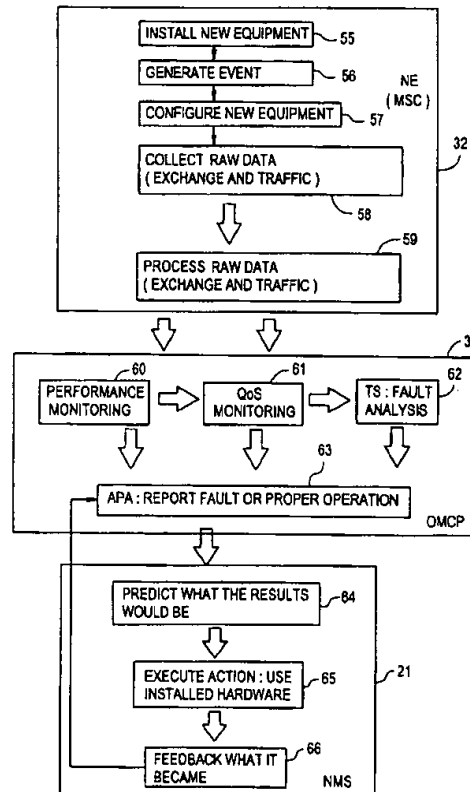 INSTALL NEW EQUIPMENT
55
GENERATE EVENT
56
NE
( MSC )
CONFIGURE NEW EQUIPMENT
57
32
COLLECT RAW DATA
( EXCHANGE AND TRAFFIC )
58
59
PROCESS RAW DATA
( EXCHANGE AND TRAFFIC )
3
60
61
62
PERFORMANCE
MONITORING
QoS
MONITORING
TS : FAULT
ANALYSIS
63
APA : REPORT FAULT OR PROPER OPERATION
OMCP
PREDICT WHAT THE RESULTS
WOULD BE
64
21
EXECUTE ACTION : USE
INSTALLED HARDWARE
65
FEEDBACK WHAT IT
BECAME
66
NMS